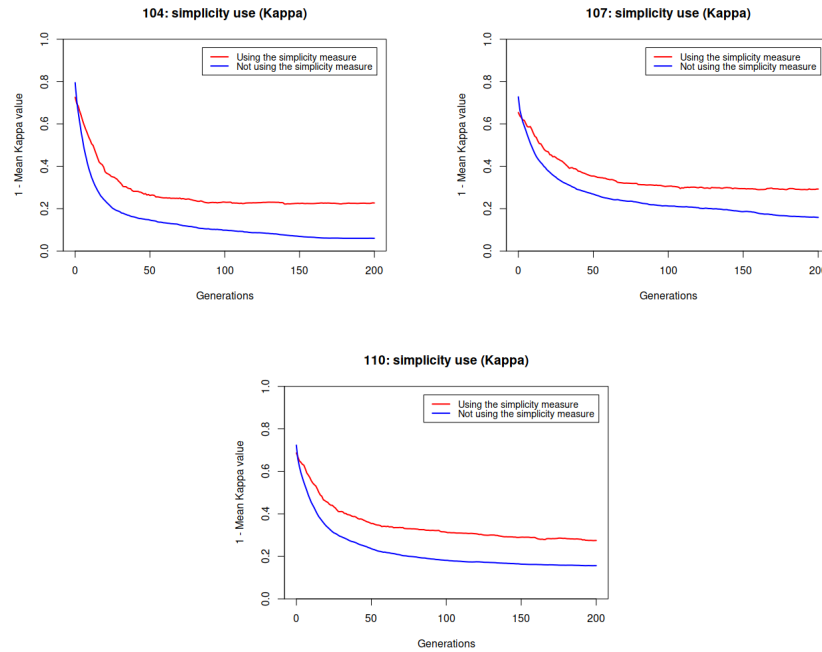 104: simplicity use (Kappa)
1.0
0.8
0.6
0.4
0.2
0.0
1 - Mean Kappa value
Using the simplicity measure
Not using the simplicity measure
0 50 100 150 200
Generations
107: simplicity use (Kappa)
1.0
0.8
0.6
0.4
0.2
0.0
1 - Mean Kappa value
Using the simplicity measure
Not using the simplicity measure
0 50 100 150 200
Generations
110: simplicity use (Kappa)
1.0
0.8
0.6
0.4
0.2
0.0
1 - Mean Kappa value
Using the simplicity measure
Not using the simplicity measure
0 50 100 150 200
Generations